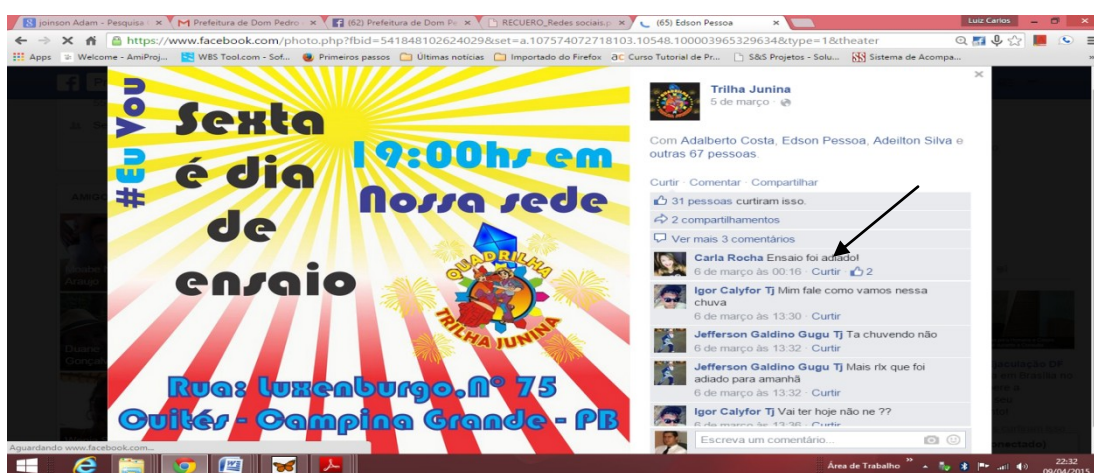 joinson Adam - Pesquisa
Prefeitura de Dom Pedro
(62) Prefeitura de Dom Pe
RECUERO_Redes sociais.p
(65) Edson Pessoa
Luiz Carlos
https://www.facebook.com/photo.php?fbid=541848102624029&set=a.107574072718103.10548.100003965329634&type=1&theater
Apps
Welcome - AmiProj...
WBS Tool.com - Sof...
Primeiros passos
Últimas notícias
Importado do Firefox
Curso Tutorial de Pr...
S&S Projetos - Solu...
Sistema de Acompa...
#Eu Vou
Sexta
é dia
de
ensaio
19:00hs em
Nossa sede
QUADRILHA
TRILHA JUNINA
Rua: Luxenburgo.Nº 75
Cuités - Campina Grande - PB
Trilha Junina
5 de março
Com Adalberto Costa, Edson Pessoa, Adeilton Silva e
outras 67 pessoas.
Curtir · Comentar · Compartilhar
31 pessoas curtiram isso.
2 compartilhamentos
Ver mais 3 comentários
Carla Rocha Ensaio foi adiado!
6 de março às 00:16 · Curtir · 2
Igor Calyfor Tj Mim fale como vamos nessa
chuva
6 de março às 13:30 · Curtir
Jefferson Galdino Gugu Tj Ta chuvendo não
6 de março às 13:32 · Curtir
Jefferson Galdino Gugu Tj Mais rlx que foi
adiado para amanhã
6 de março às 13:32 · Curtir
Igor Calyfor Tj Vai ter hoje não ne ??
Escreva um comentário...
Aguardando www.facebook.com...
Área de Trabalho
22:32
09/04/2015